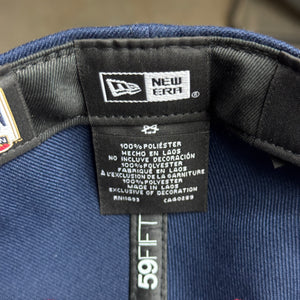 NEW
ERA®
100% POLIÉSTER
HECHO EN LAOS
NO INCLUYE DECORACIÓN
100% POLYESTER
FABRIQUÉ EN LAOS
À L'EXCLUSION DE LA GARNITURE
100% POLYESTER
MADE IN LAOS
EXCLUSIVE OF DECORATION
59FIFT